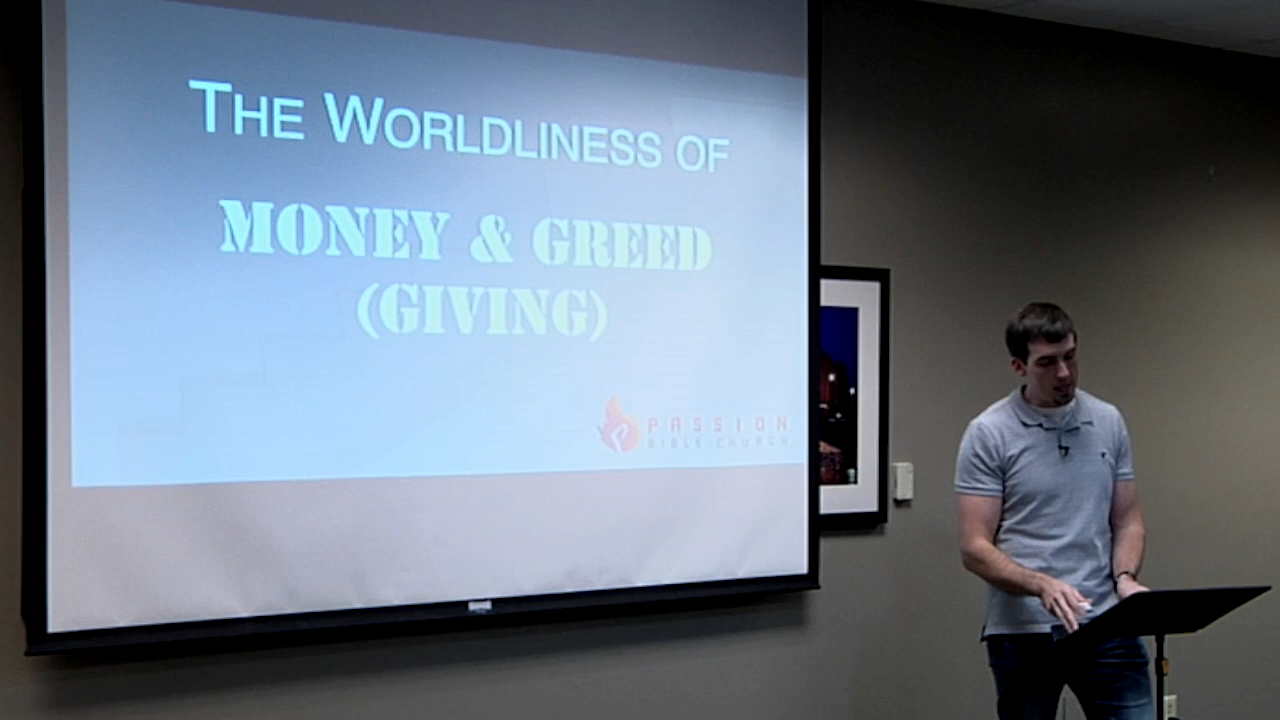 THE WORLDLINESS OF
MONEY & GREED
(GIVING)
PASSION
BIBLE CHURCH